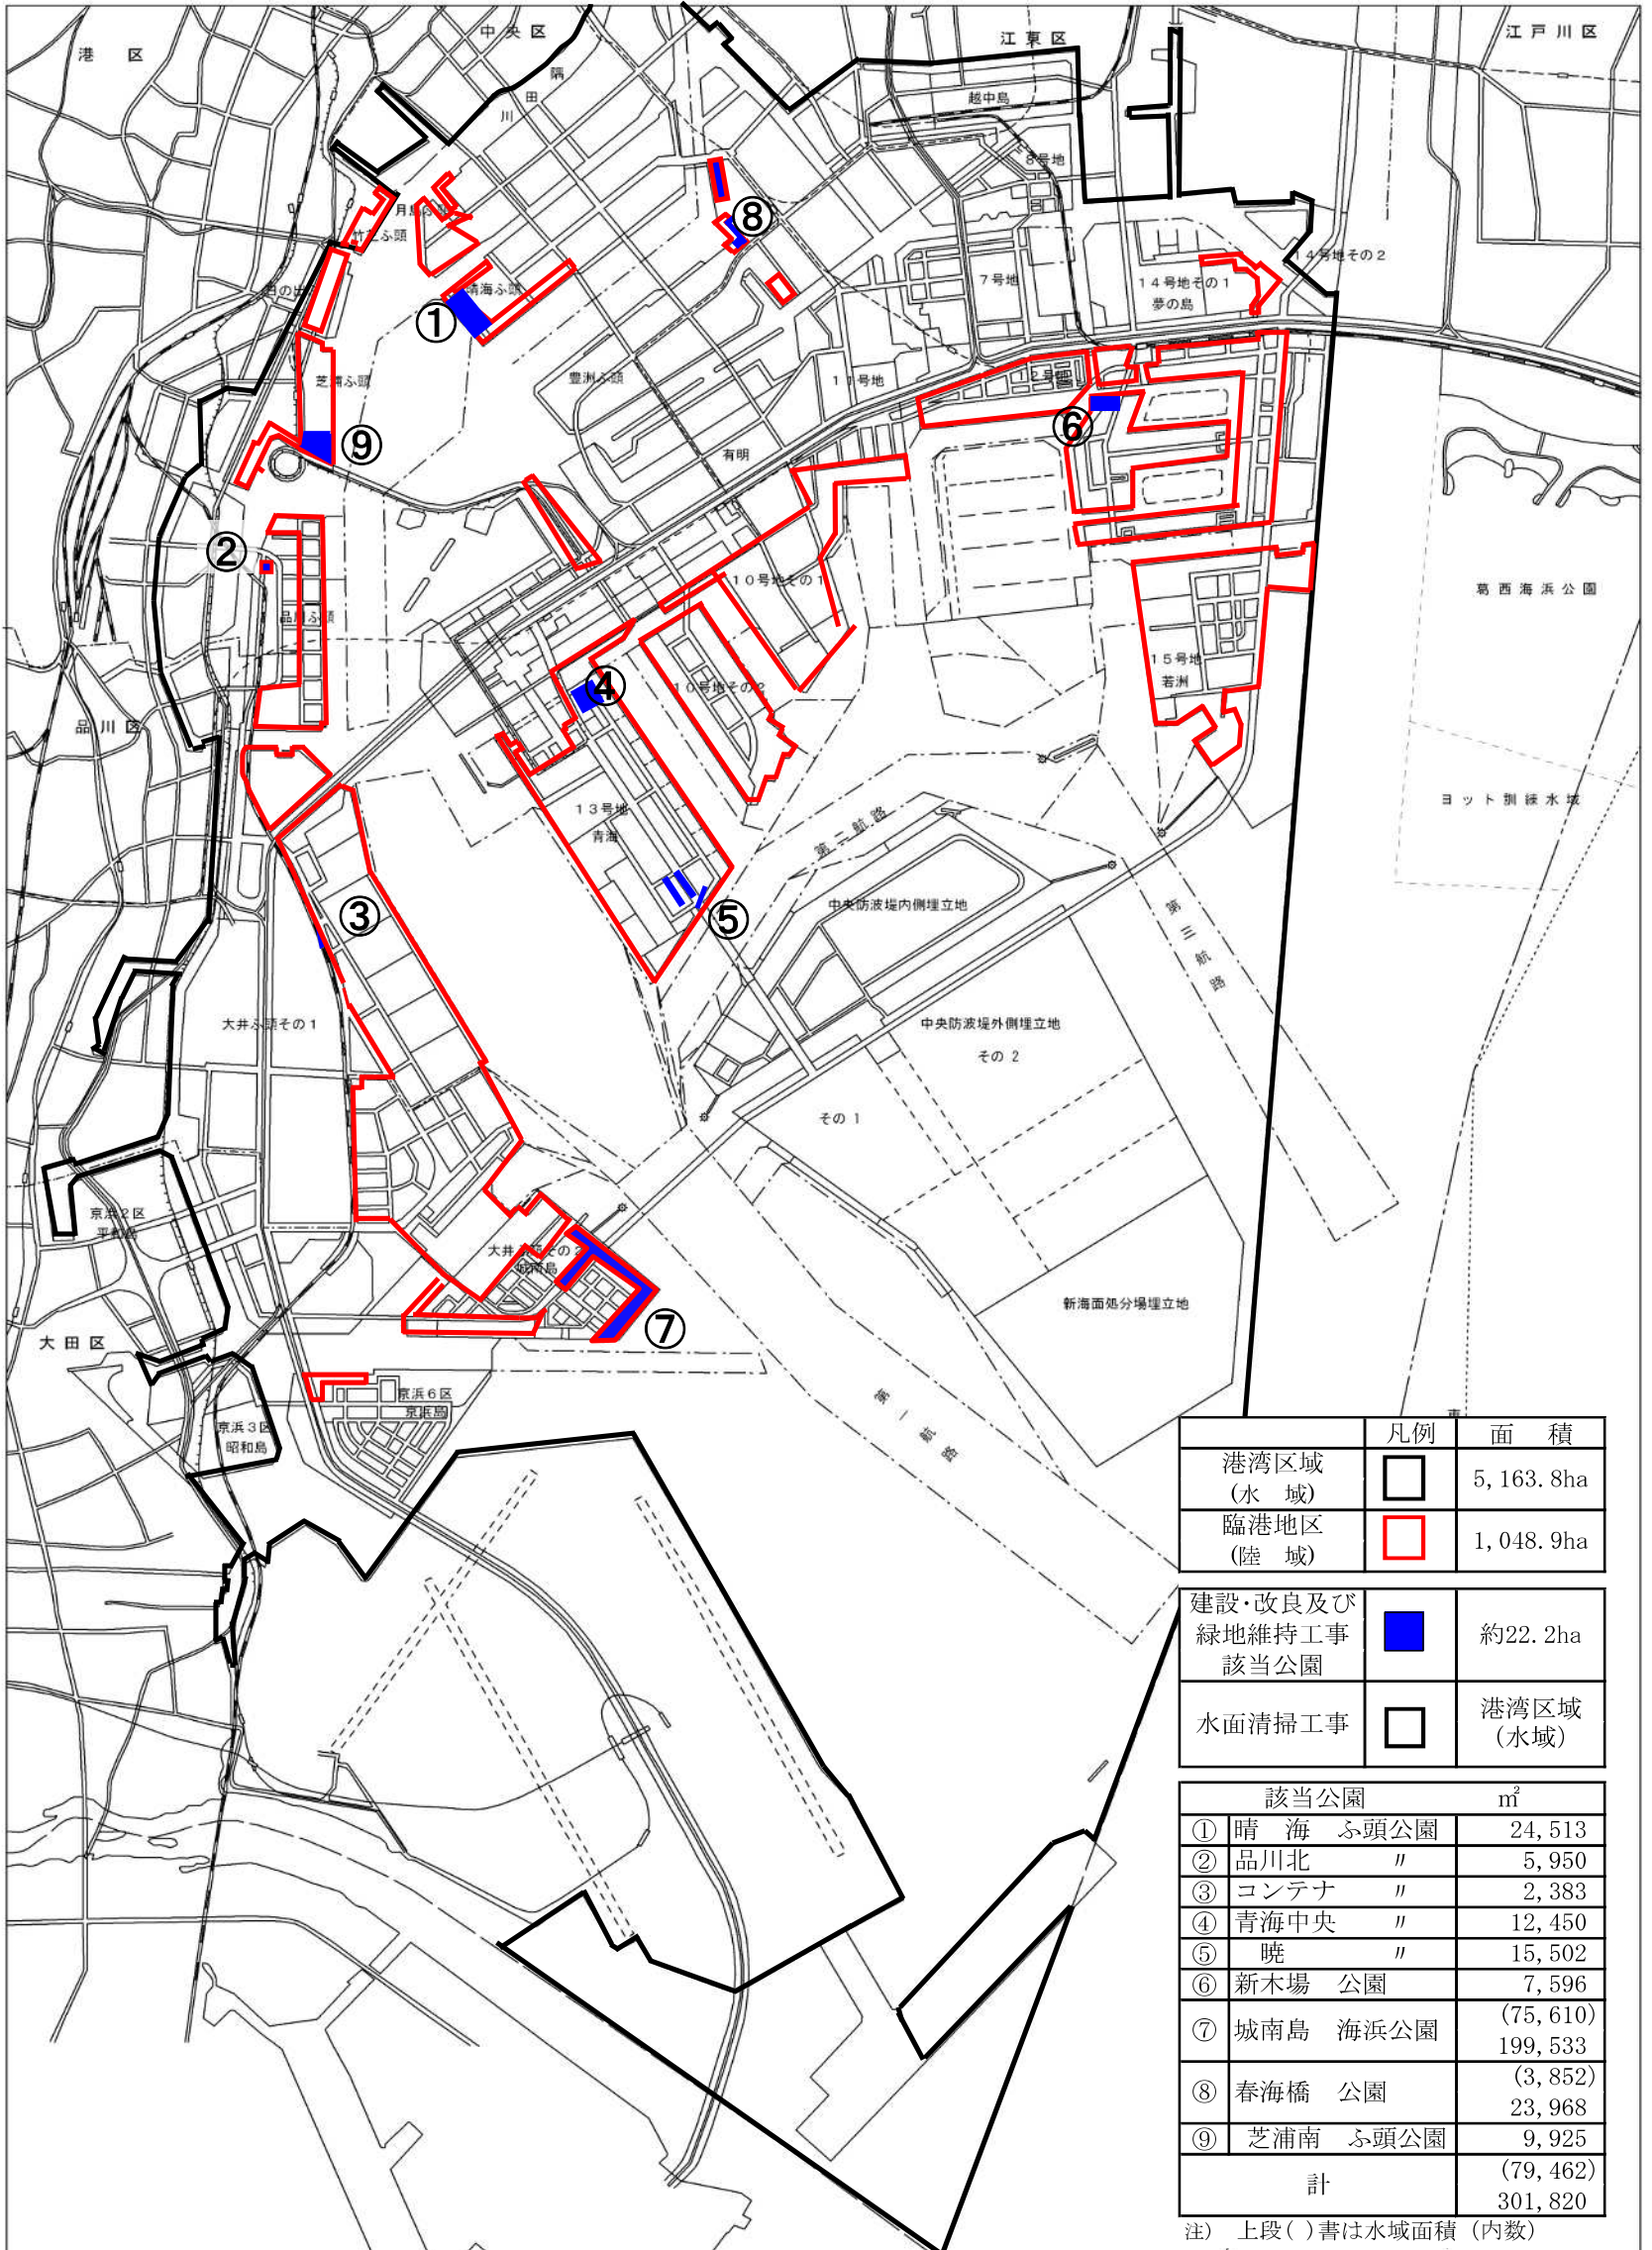 港 区
中央区
江東区
江戸川区
隅
田
川
越中島
8号地
月島ふ頭
竹芝ふ頭
⑧
14号地その2
7号地
14号地その1
夢の島
晴海ふ頭
①
芝浦ふ頭
豊洲ふ頭
11号地
⑨
⑥
有明
②
10号地その1
葛西海浜公園
品川ふ頭
15号地
若洲
④
10号地その2
品川区
13号地
青海
ヨット訓練水域
第二航路
③
⑤
中央防波堤内側埋立地
第三航路
大井ふ頭その1
中央防波堤外側埋立地
その 2
その 1
京浜2区
平和島
大井ふ頭その2
城南島
新海面処分場埋立地
⑦
大田区
京浜6区
京浜島
第一航路
京浜3区
昭和島
凡例 面 積
港湾区域
(水 域)
5,163.8ha
臨港地区
(陸 域)
1,048.9ha
建設・改良及び
緑地維持工事
該当公園
約22.2ha
水面清掃工事
港湾区域
(水域)
該当公園 ㎡
① 晴 海 ふ頭公園 24,513
② 品川北 〃 5,950
③ コンテナ 〃 2,383
④ 青海中央 〃 12,450
⑤ 暁 〃 15,502
⑥ 新木場 公園 7,596
⑦ 城南島 海浜公園 (75,610)
199,533
⑧ 春海橋 公園 (3,852)
23,968
⑨ 芝浦南 ふ頭公園 9,925
計 (79,462)
301,820
注) 上段( )書は水域面積 (内数)